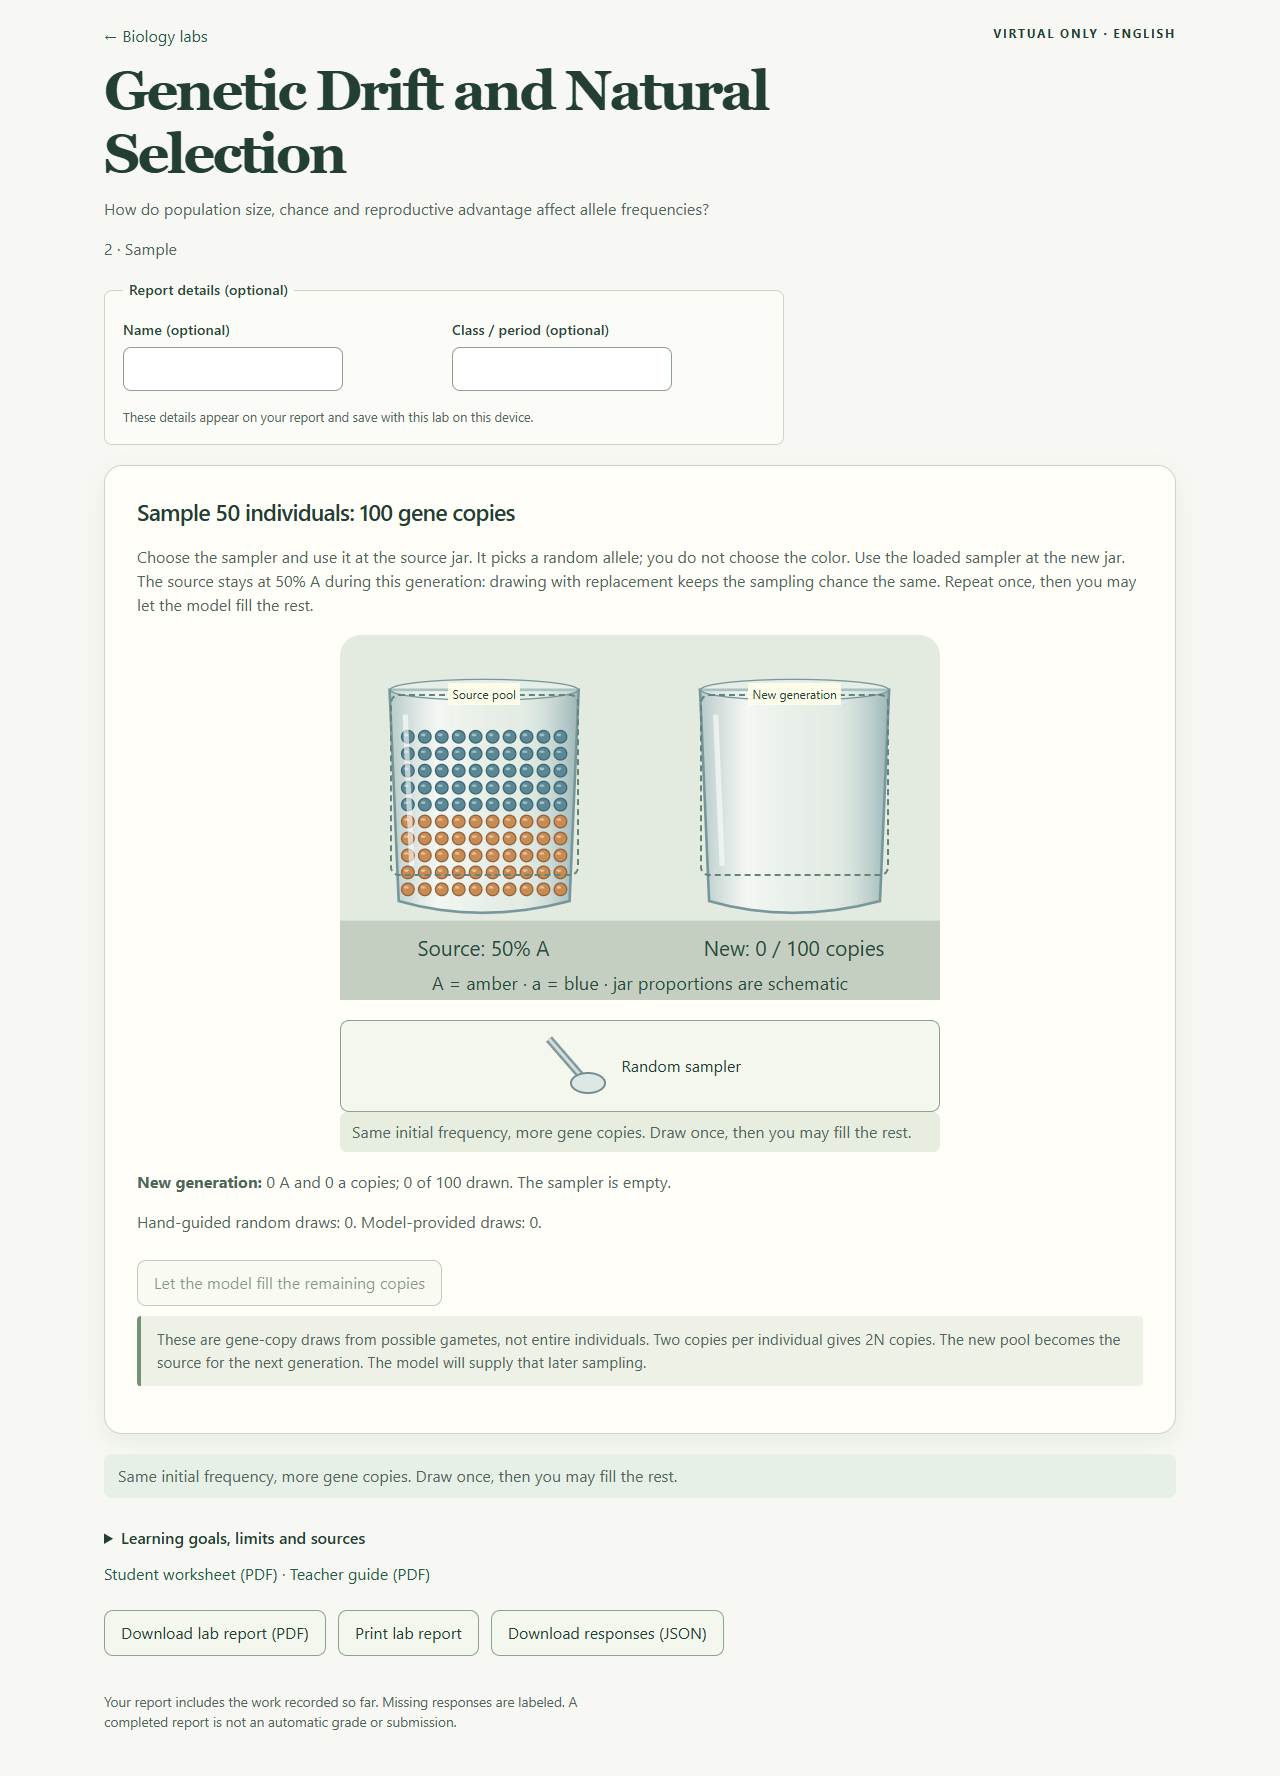 ← Biology labs
VIRTUAL ONLY · ENGLISH
Genetic Drift and Natural
Selection
How do population size, chance and reproductive advantage affect allele frequencies?
2 · Sample
Report details (optional)
Name (optional)
Class / period (optional)
These details appear on your report and save with this lab on this device.
Sample 50 individuals: 100 gene copies
Choose the sampler and use it at the source jar. It picks a random allele; you do not choose the color. Use the loaded sampler at the new jar.
The source stays at 50% A during this generation: drawing with replacement keeps the sampling chance the same. Repeat once, then you may
let the model fill the rest.
Source pool
New generation
Source: 50% A
New: 0 / 100 copies
A = amber · a = blue · jar proportions are schematic
Random sampler
Same initial frequency, more gene copies. Draw once, then you may fill the rest.
New generation: 0 A and 0 a copies; 0 of 100 drawn. The sampler is empty.
Hand-guided random draws: 0. Model-provided draws: 0.
Let the model fill the remaining copies
These are gene-copy draws from possible gametes, not entire individuals. Two copies per individual gives 2N copies. The new pool becomes the
source for the next generation. The model will supply that later sampling.
Same initial frequency, more gene copies. Draw once, then you may fill the rest.
▶ Learning goals, limits and sources
Student worksheet (PDF) · Teacher guide (PDF)
Download lab report (PDF)
Print lab report
Download responses (JSON)
Your report includes the work recorded so far. Missing responses are labeled. A
completed report is not an automatic grade or submission.